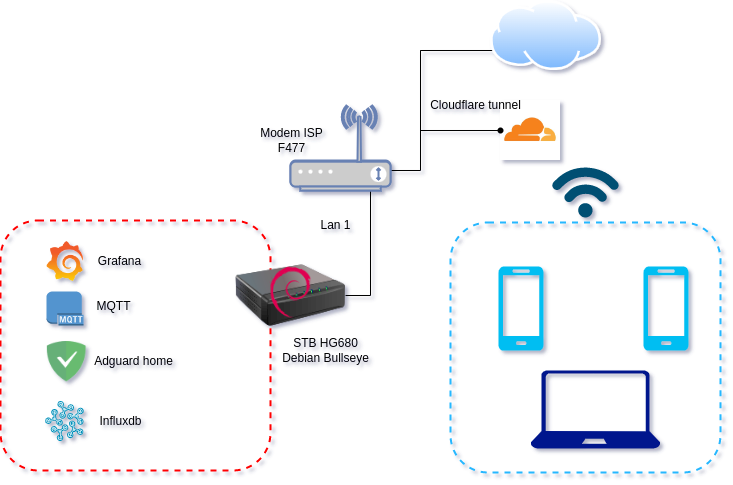 Cloudflare tunnel
Modem ISP
F477
Lan 1
Grafana
MQTT
MQTT
Adguard home
Influxdb
STB HG680
Debian Bullseye